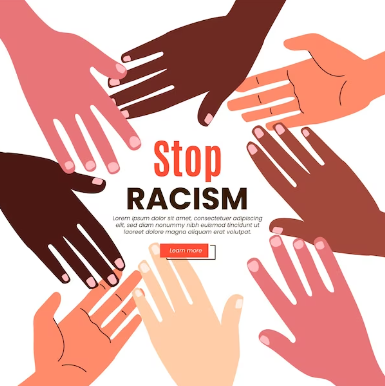 Stop
RACISM
Lorem ipsum dolor sit amet, consectetuer adipiscing
elit, sed diam nonummy nibh euismod tincidunt ut
laoreet dolore magna aliquam erat volutpat.
Learn more